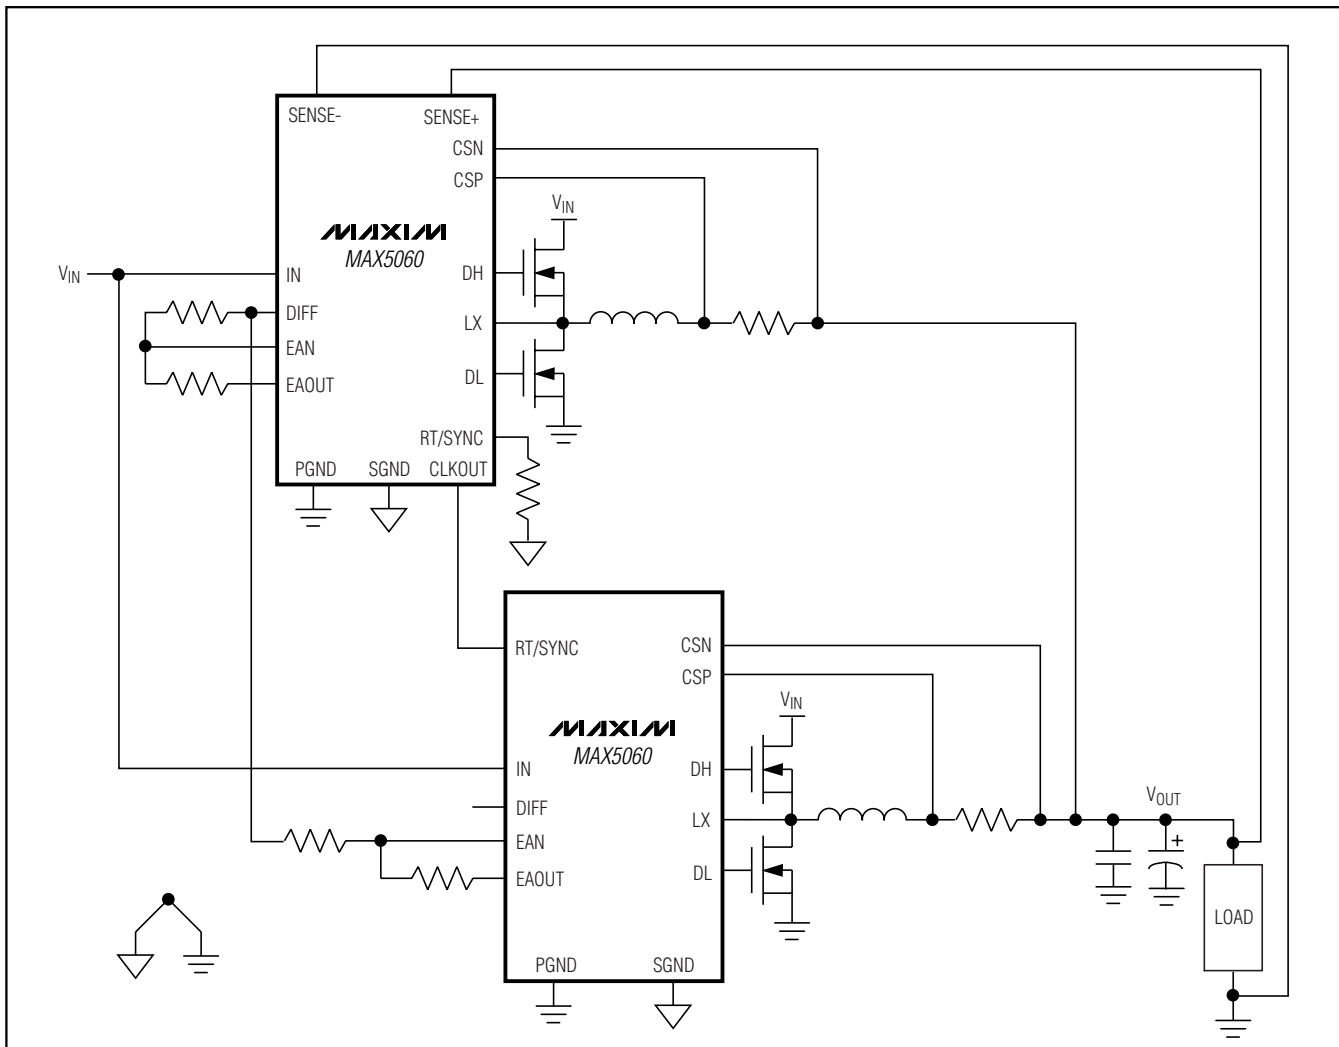 SENSE-
SENSE+
CSN
CSP
VIN
MAXIM
MAX5060
VIN
IN
DH
DIFF
LX
EAN
DL
EAOUT
RT/SYNC
PGND
SGND
CLKOUT
RT/SYNC
CSN
CSP
VIN
MAXIM
MAX5060
IN
DH
DIFF
VOUT
LX
+
EAN
DL
EAOUT
LOAD
PGND
SGND